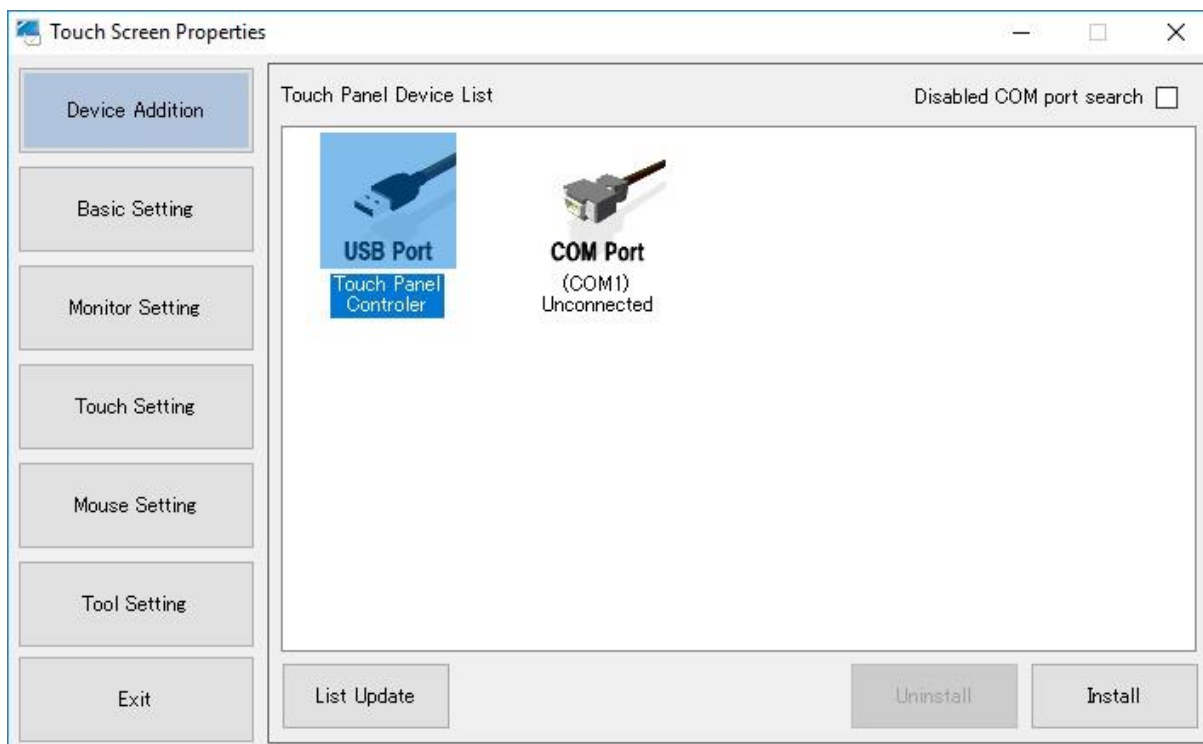 Touch Screen Properties
Device Addition
Basic Setting
Monitor Setting
Touch Setting
Mouse Setting
Tool Setting
Exit
Touch Panel Device List
Disabled COM port search
USB Port
Touch Panel
Controler
COM Port
(COM1)
Unconnected
List Update
Uninstall
Install